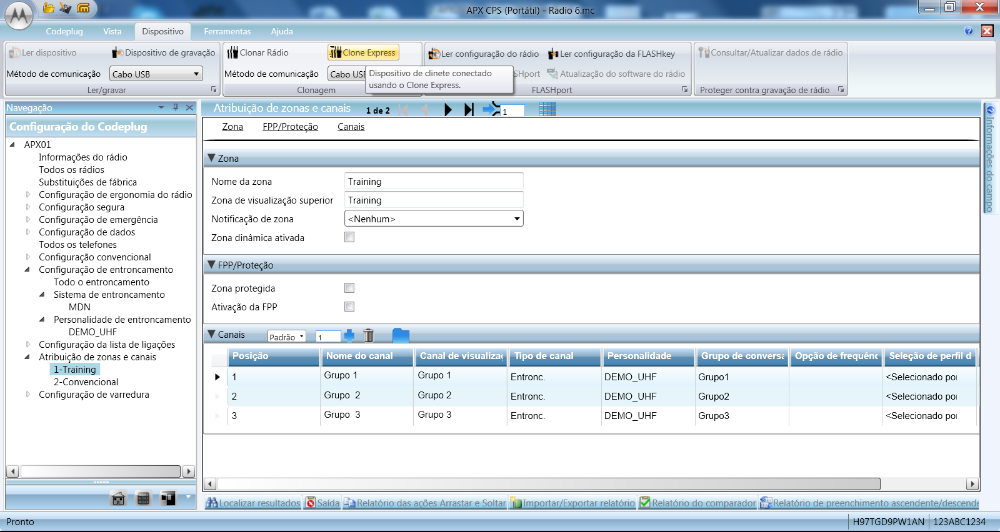 APX CPS (Portátil) - Radio 6.mc
Codeplug Vista Dispositivo Ferramentas Ajuda
Ler dispositivo Dispositivo de gravação Clonar Rádio Clone Express Ler configuração do rádio Ler configuração da FLASHkey Consultar/Atualizar dados de rádio
Método de comunicação Cabo USB Método de comunicação Cabo USB Dispositivo de clinete conectado SHport Atualização do software do rádio
usando o Clone Express.
Ler/gravar Clonagem FLASHport Proteger contra gravação de rádio
Navegação
Configuração do Codeplug
APX01
Informações do rádio
Todos os rádios
Substituições de fábrica
Configuração de ergonomia do rádio
Configuração segura
Configuração de emergência
Configuração de dados
Todos os telefones
Configuração convencional
Configuração de entroncamento
Todo o entroncamento
Sistema de entroncamento
MDN
Personalidade de entroncamento
DEMO_UHF
Configuração da lista de ligações
Atribuição de zonas e canais
1-Training
2-Convencional
Configuração de varredura
Atribuição de zonas e canais 1 de 2 1
Zona FPP/Proteção Canais
Zona
Nome da zona Training
Zona de visualização superior Training
Notificação de zona <Nenhum>
Zona dinâmica ativada
FPP/Proteção
Zona protegida
Ativação da FPP
Canais Padrão 1
Posição Nome do canal Canal de visualizaç Tipo de canal Personalidade Grupo de conversa Opção de frequênc Seleção de perfil d
1 Grupo 1 Grupo 1 Entronc. DEMO_UHF Grupo1 <Selecionado por
2 Grupo 2 Grupo 2 Entronc. DEMO_UHF Grupo2 <Selecionado por
3 Grupo 3 Grupo 3 Entronc. DEMO_UHF Grupo3 <Selecionado por
Informações do campo
Localizar resultados Saída Relatório das ações Arrastar e Soltar Importar/Exportar relatório Relatório do comparador Relatório de preenchimento ascendente/descende
Pronto H97TGD9PW1AN 123ABC1234